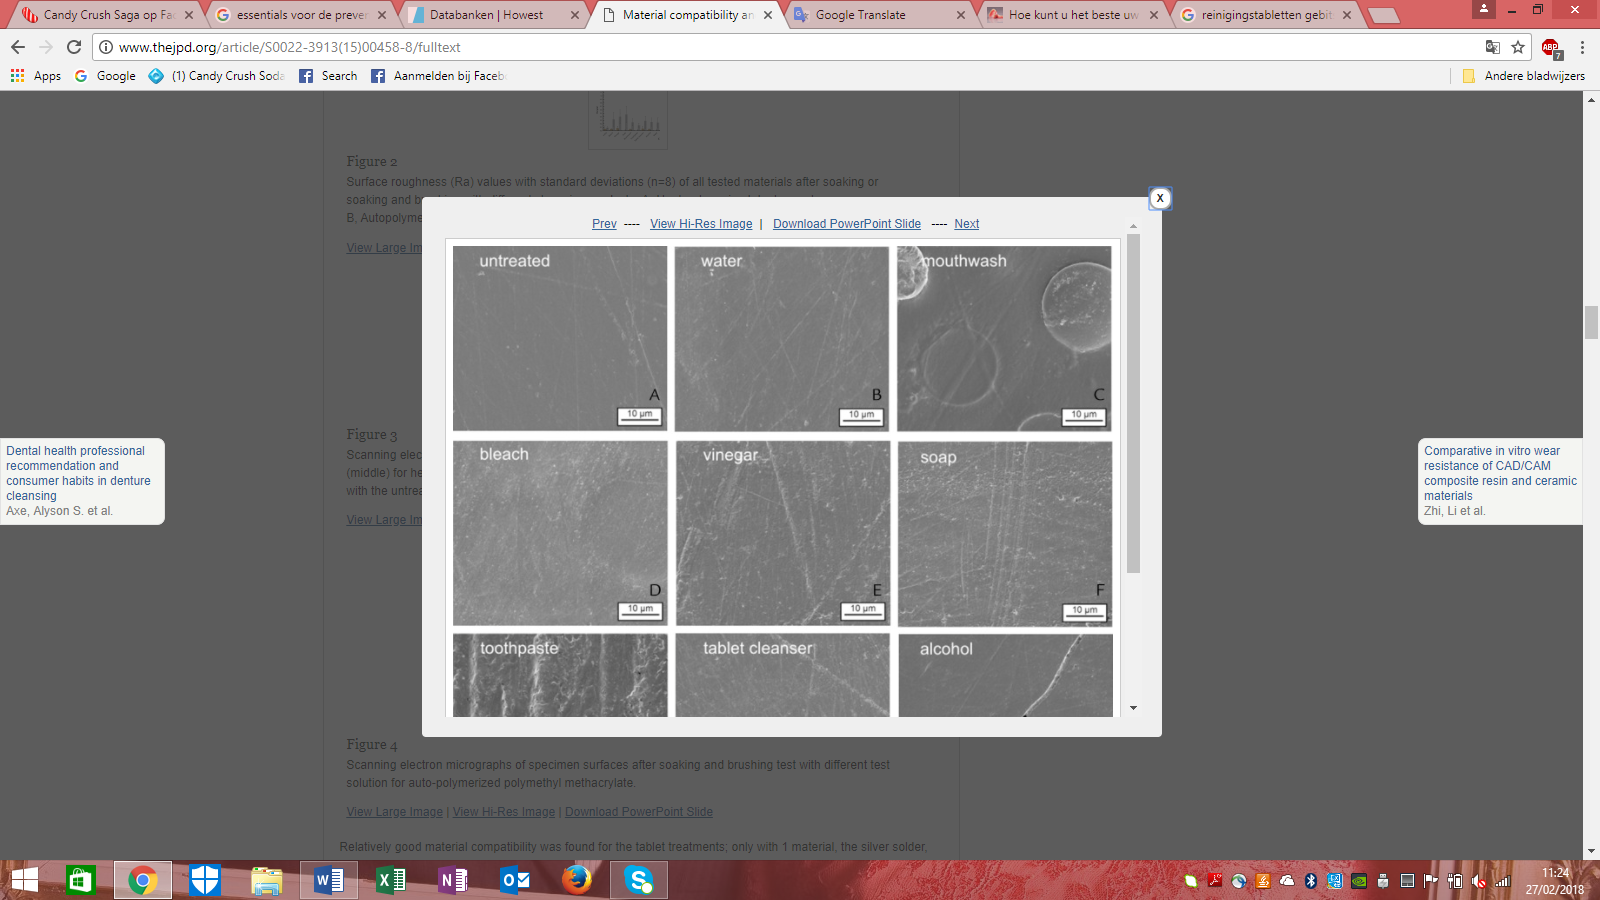 Candy Crush Saga op Fac
essentials voor de preven
Databanken | Howest
Material compatibility an
Google Translate
Hoe kunt u het beste uw
reinigingstabletten gebit
www.thejpd.org/article/S0022-3913(15)00458-8/fulltext
ABP
7
Apps
Google
(1) Candy Crush Soda
Search
Aanmelden bij Faceb
Andere bladwijzers
Figure 2
Surface roughness (Ra) values with standard deviations (n=8) of all tested materials after soaking or
B, Autopolyme
View Large Im
X
Prev ---- View Hi-Res Image | Download PowerPoint Slide ---- Next
untreated
A
10 µm
water
B
10 µm
mouthwash
C
10 µm
bleach
D
10 µm
vinegar
E
10 µm
soap
F
10 µm
toothpaste
tablet cleanser
alcohol
Figure 3
Scanning elec
(middle) for he
with the untrea
View Large Im
Dental health professional
recommendation and
consumer habits in denture
cleansing
Axe, Alyson S. et al.
Comparative in vitro wear
resistance of CAD/CAM
composite resin and ceramic
materials
Zhi, Li et al.
Figure 4
Scanning electron micrographs of specimen surfaces after soaking and brushing test with different test
solution for auto-polymerized polymethyl methacrylate.
View Large Image | View Hi-Res Image | Download PowerPoint Slide
Relatively good material compatibility was found for the tablet treatments; only with 1 material, the silver solder,
11:24
27/02/2018